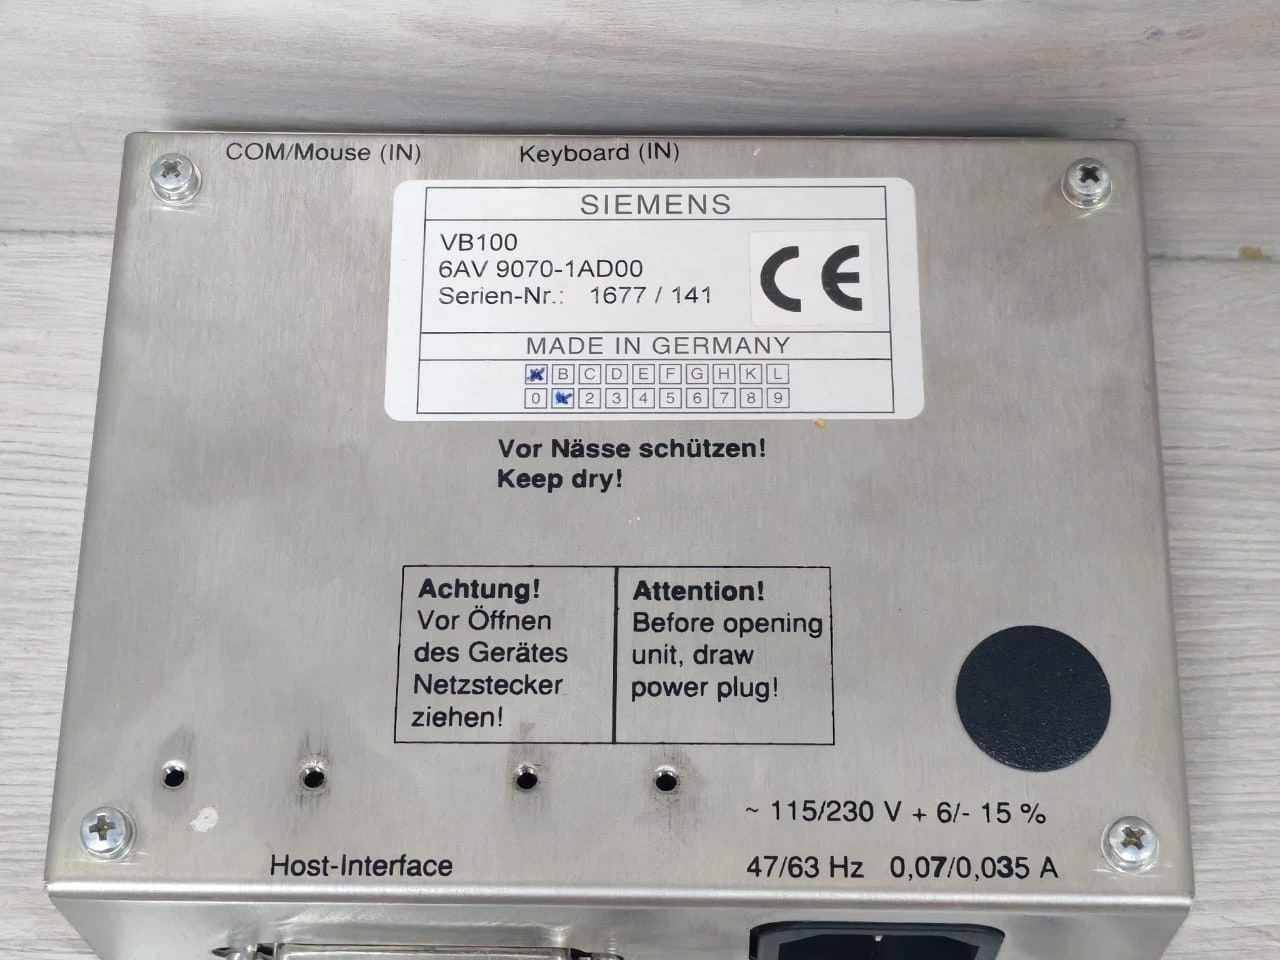 COM/Mouse (IN) Keyboard (IN)
SIEMENS
VB100
6AV 9070-1AD00
Serien-Nr.: 1677 / 141
CE
MADE IN GERMANY
A B C D E F G H K L
0 2 3 4 5 6 7 8 9
Vor Nässe schützen!
Keep dry!
Achtung!
Vor Öffnen
des Gerätes
Netzstecker
ziehen!
Attention!
Before opening
unit, draw
power plug!
~ 115/230 V + 6/- 15 %
Host-Interface
47/63 Hz 0,07/0,035 A